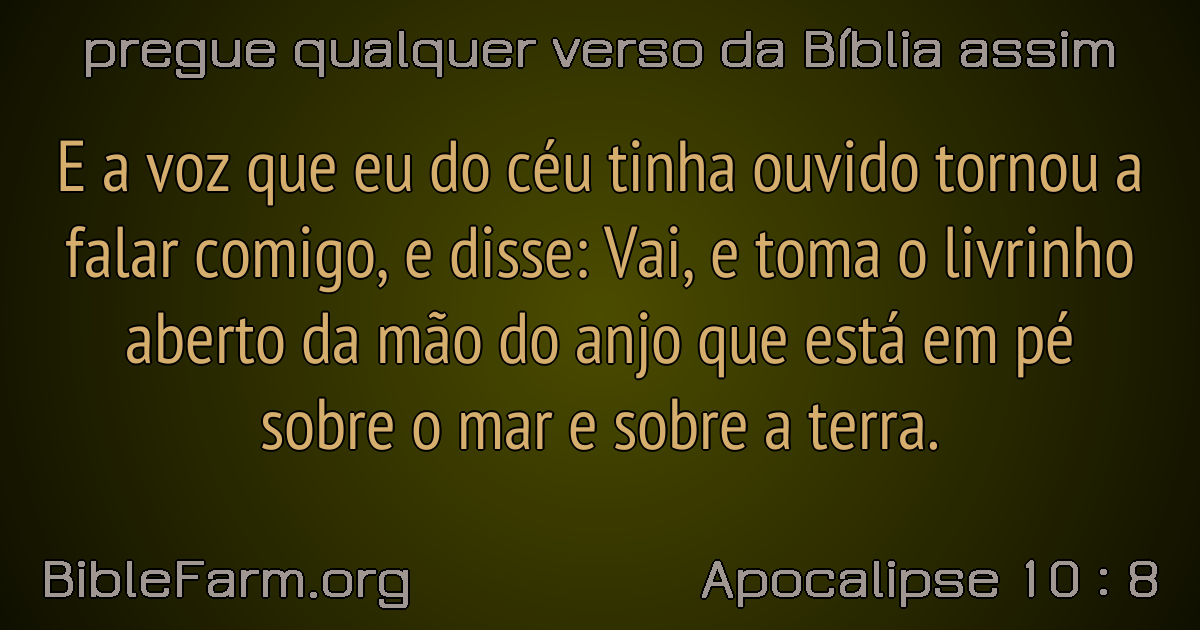 pregue qualquer verso da Bíblia assim
E a voz que eu do céu tinha ouvido tornou a
falar comigo, e disse: Vai, e toma o livrinho
aberto da mão do anjo que está em pé
sobre o mar e sobre a terra.
BibleFarm.org
Apocalipse 10 : 8